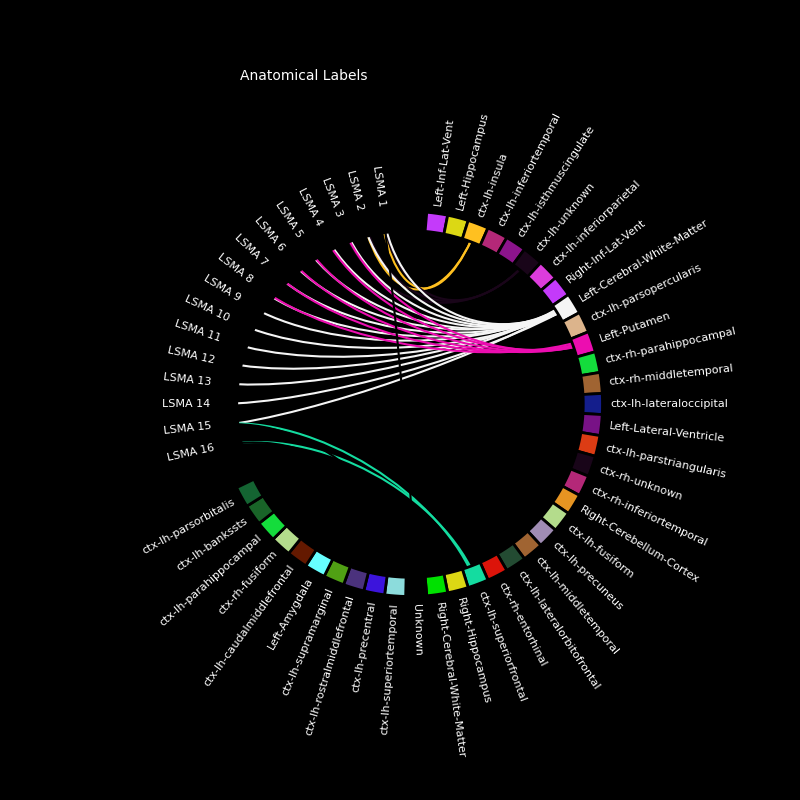 Anatomical Labels
LSMA 1
LSMA 2
LSMA 3
LSMA 4
LSMA 5
LSMA 6
LSMA 7
LSMA 8
LSMA 9
LSMA 10
LSMA 11
LSMA 12
LSMA 13
LSMA 14
LSMA 15
LSMA 16
Left-Inf-Lat-Vent
Left-Hippocampus
ctx-lh-insula
ctx-lh-inferiortemporal
ctx-lh-isthmuscingulate
ctx-lh-unknown
ctx-lh-inferiorparietal
Right-Inf-Lat-Vent
Left-Cerebral-White-Matter
ctx-lh-parsopercularis
Left-Putamen
ctx-rh-parahippocampal
ctx-rh-middletemporal
ctx-lh-lateraloccipital
Left-Lateral-Ventricle
ctx-lh-parstriangularis
ctx-rh-unknown
ctx-rh-inferiortemporal
Right-Cerebellum-Cortex
ctx-lh-fusiform
ctx-lh-precuneus
ctx-lh-middletemporal
ctx-lh-lateralorbitofrontal
ctx-rh-entorhinal
ctx-lh-superiorfrontal
Right-Hippocampus
Right-Cerebral-White-Matter
Unknown
ctx-lh-superiortemporal
ctx-lh-precentral
ctx-lh-rostralmiddlefrontal
ctx-lh-supramarginal
Left-Amygdala
ctx-lh-caudalmiddlefrontal
ctx-rh-fusiform
ctx-lh-parahippocampal
ctx-lh-bankssts
ctx-lh-parsorbitalis